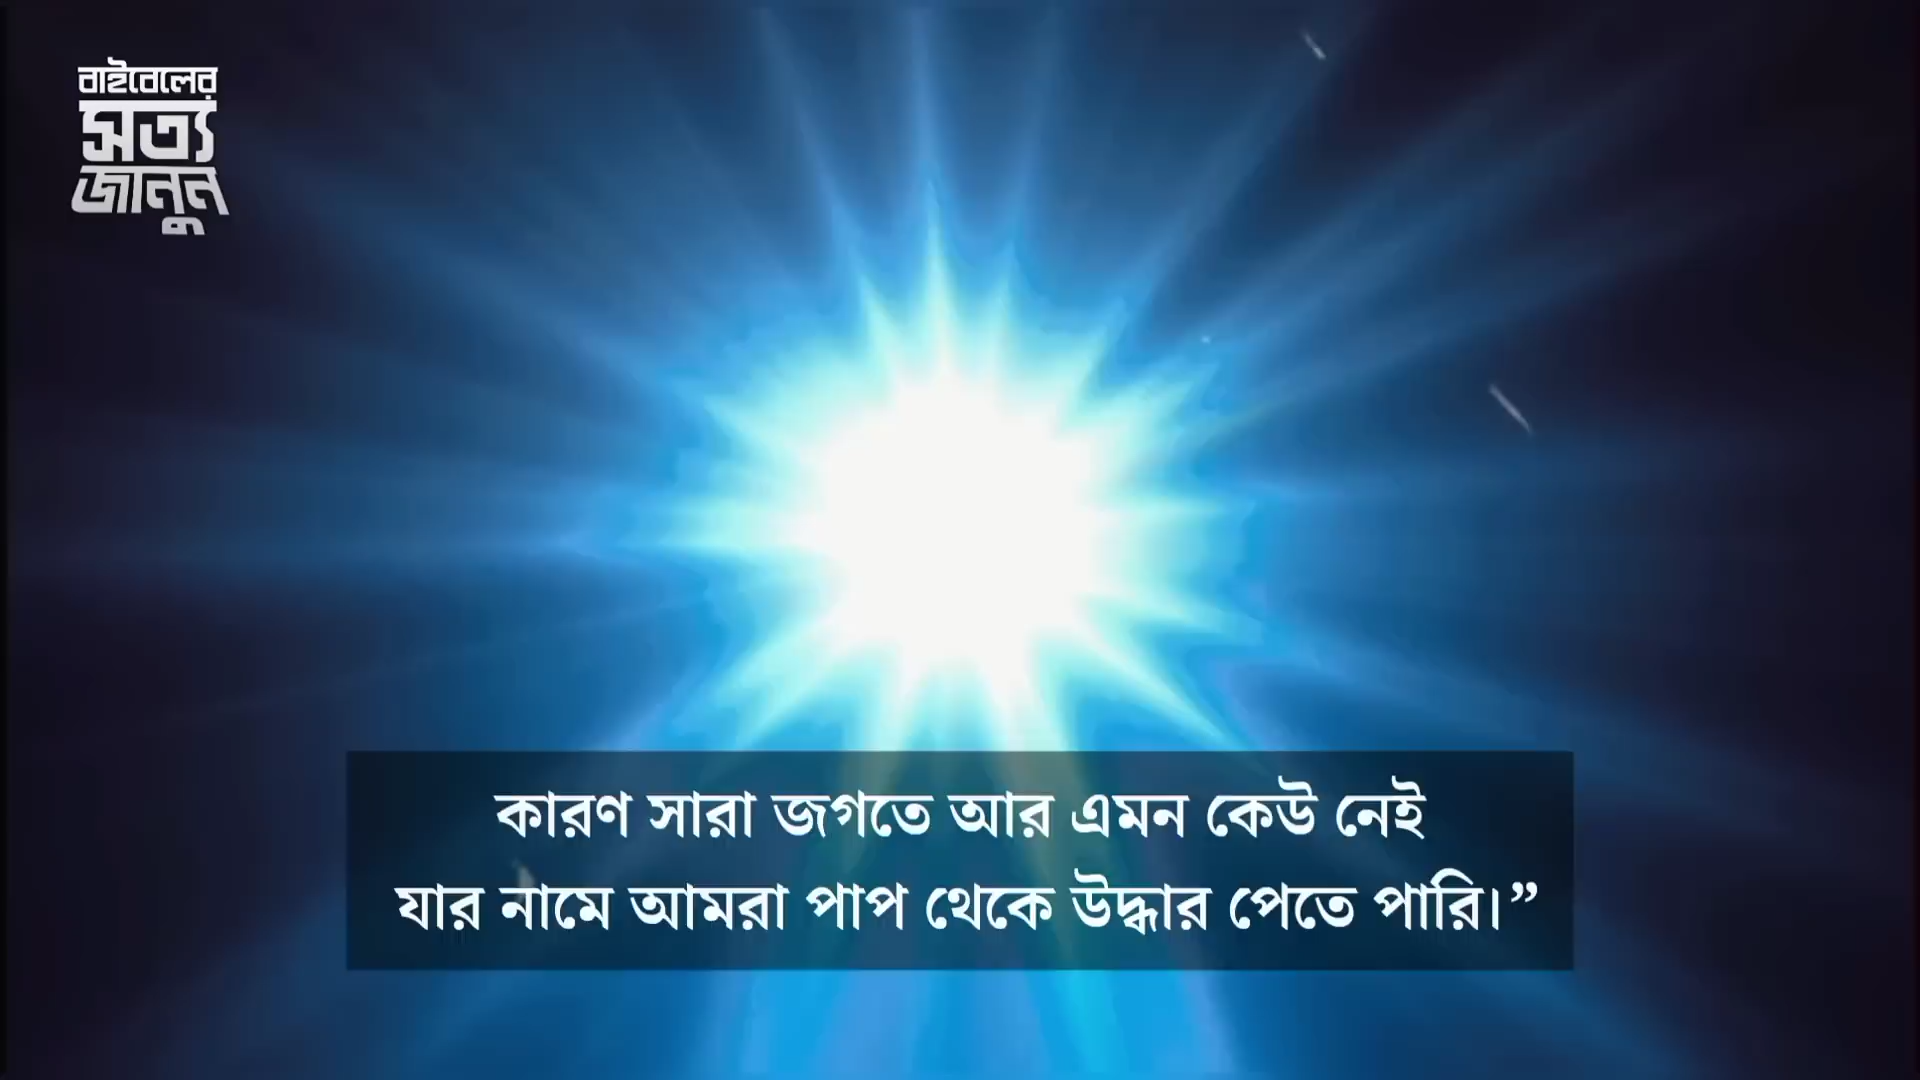 বাইবেলের
সত্য
জানুন
কারণ সারা জগতে আর এমন কেউ নেই
যার নামে আমরা পাপ থেকে উদ্ধার পেতে পারি।”